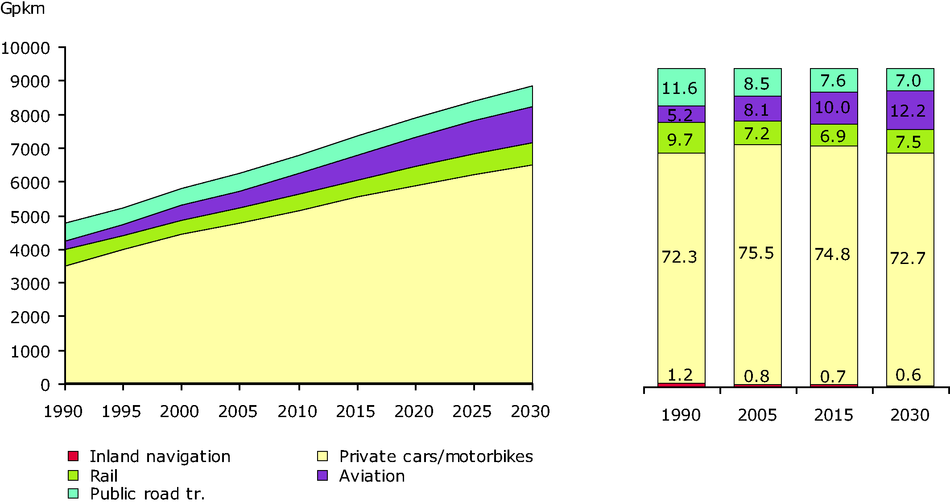 Gpkm
10000
9000
8000
7000
6000
5000
4000
3000
2000
1000
0
1990 1995 2000 2005 2010 2015 2020 2025 2030
11.6 8.5 7.6 7.0
5.2 8.1 10.0 12.2
9.7 7.2 6.9 7.5
72.3 75.5 74.8 72.7
1.2 0.8 0.7 0.6
1990 2005 2015 2030
Inland navigation Private cars/motorbikes
Rail Aviation
Public road tr.